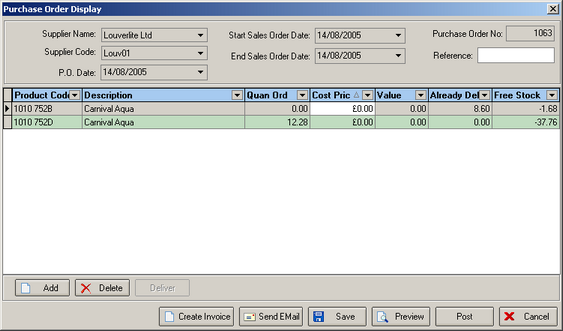 Purchase Order Display
Supplier Name: Louverlite Ltd Start Sales Order Date: 14/08/2005 Purchase Order No: 1063
Supplier Code: Louv01 End Sales Order Date: 14/08/2005 Reference:
P.O. Date: 14/08/2005
Product Code Description Quan Ord Cost Pric Value Already Del Free Stock
1010 752B Carnival Aqua 0.00 £0.00 0.00 8.60 -1.68
1010 752D Carnival Aqua 12.28 £0.00 0.00 0.00 -37.76
Add Delete Deliver
Create Invoice Send EMail Save Preview Post Cancel